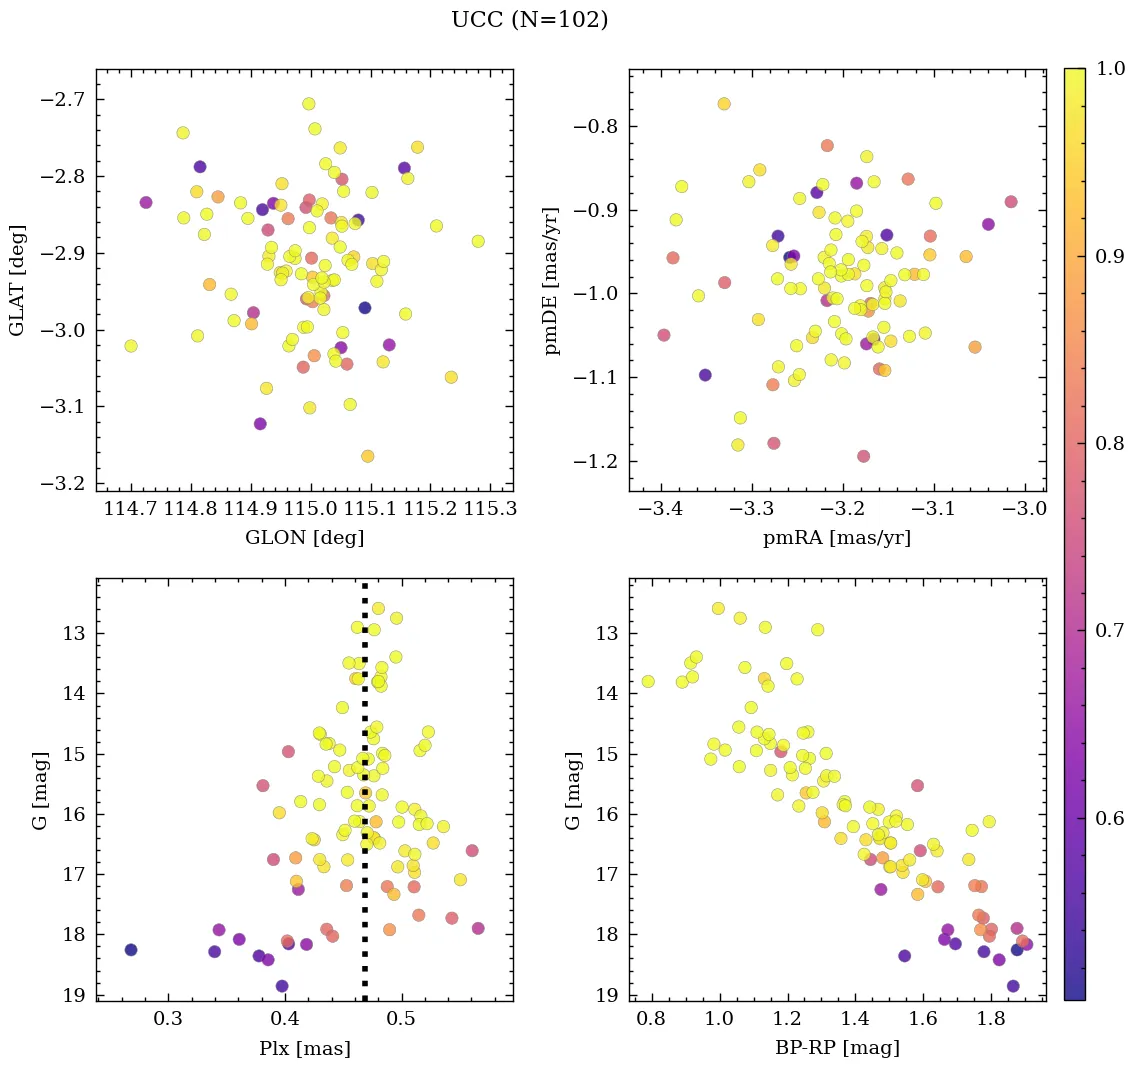 UCC (N=102)
−2.7
−2.8
−2.9
−3.0
−3.1
−3.2
GLAT [deg]
114.7 114.8 114.9 115.0 115.1 115.2 115.3
GLON [deg]
−0.8
−0.9
−1.0
−1.1
−1.2
pmDE [mas/yr]
−3.4 −3.3 −3.2 −3.1 −3.0
pmRA [mas/yr]
1.0
0.9
0.8
0.7
0.6
13
14
15
16
17
18
19
G [mag]
0.3 0.4 0.5
Plx [mas]
13
14
15
16
17
18
19
G [mag]
0.8 1.0 1.2 1.4 1.6 1.8
BP-RP [mag]